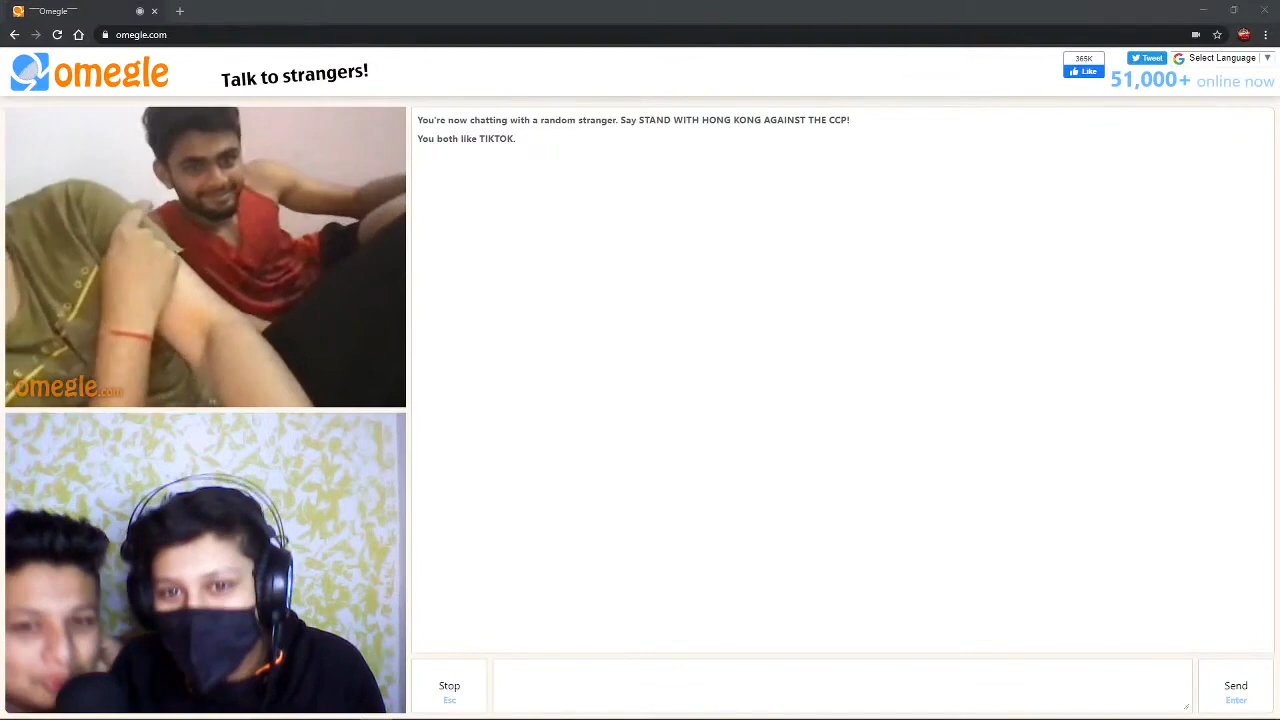 Omegle
omegle.com
omegle
Talk to strangers!
365K
Like
Tweet
Select Language
51,000+ online now
You're now chatting with a random stranger. Say STAND WITH HONG KONG AGAINST THE CCP!
You both like TIKTOK.
omegle.com
Stop
Esc
Send
Enter